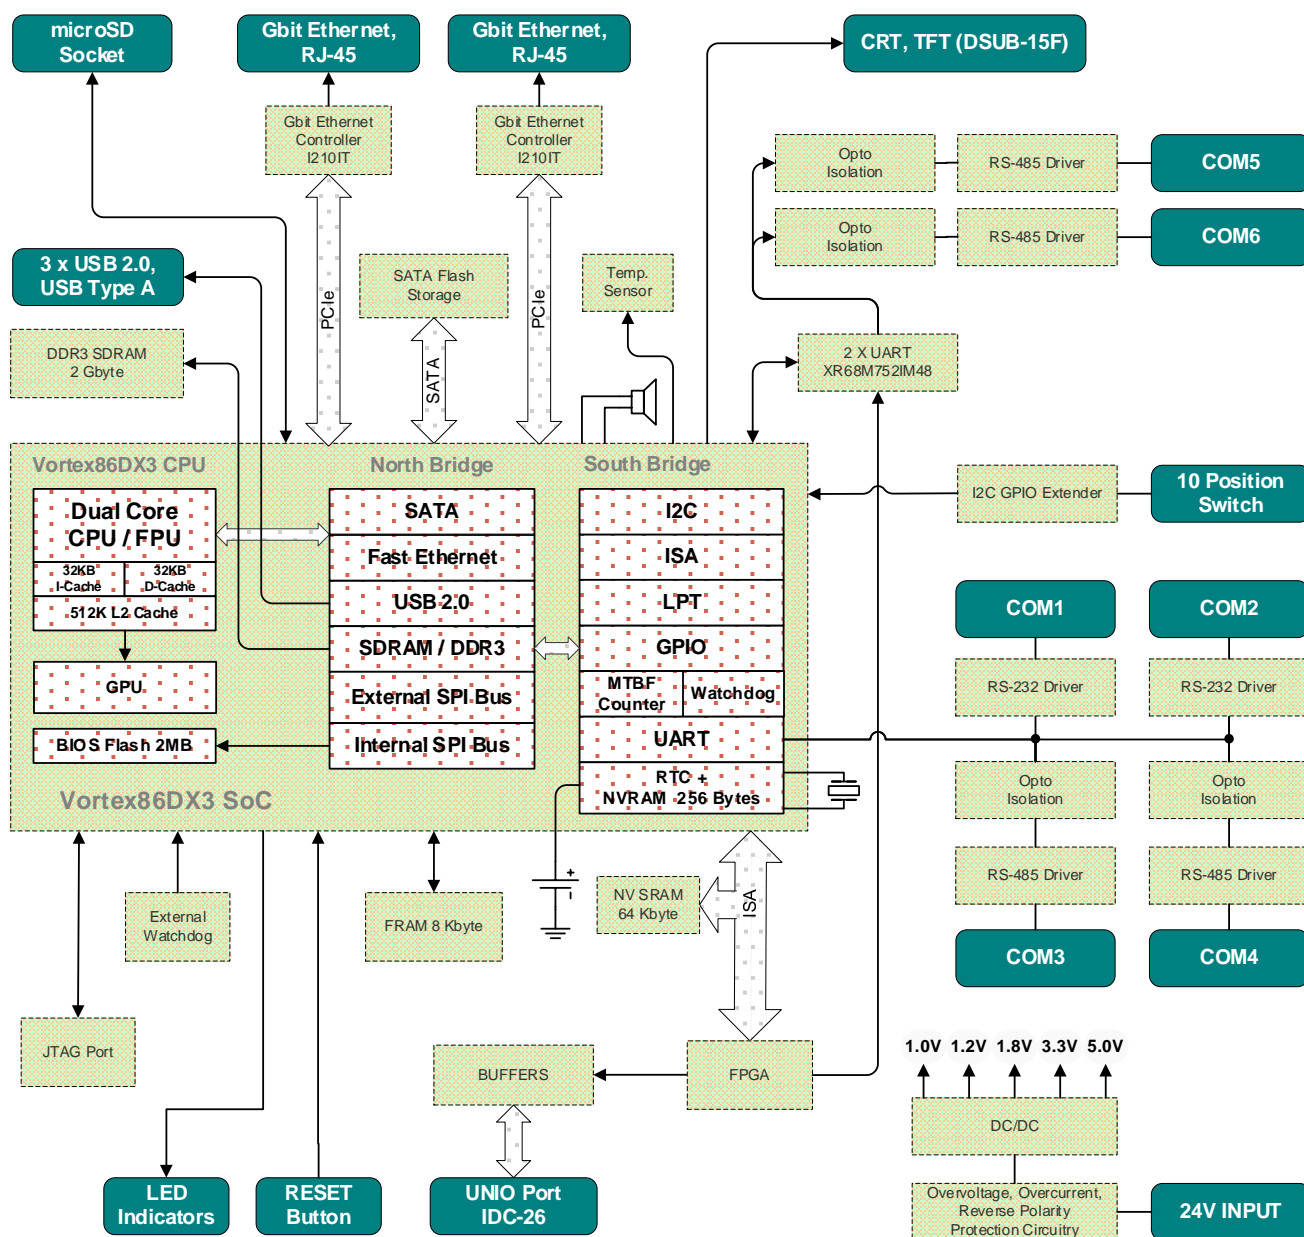 microSD
Socket
Gbit Ethernet,
RJ-45
Gbit Ethernet,
RJ-45
CRT, TFT (DSUB-15F)
Gbit Ethernet
Controller
I210IT
Gbit Ethernet
Controller
I210IT
Opto
Isolation
RS-485 Driver
COM5
Opto
Isolation
RS-485 Driver
COM6
3 x USB 2.0,
USB Type A
PCIe
SATA Flash
Storage
PCIe
Temp.
Sensor
DDR3 SDRAM
2 Gbyte
SATA
2 X UART
XR68M752IM48
Vortex86DX3 CPU
North Bridge
South Bridge
I2C GPIO Extender
10 Position
Switch
Dual Core
CPU / FPU
32KB
I-Cache
32KB
D-Cache
512K L2 Cache
GPU
BIOS Flash 2MB
SATA
Fast Ethernet
USB 2.0
SDRAM / DDR3
External SPI Bus
Internal SPI Bus
I2C
ISA
LPT
GPIO
MTBF
Counter
Watchdog
UART
RTC +
NVRAM 256 Bytes
Vortex86DX3 SoC
COM1
COM2
RS-232 Driver
RS-232 Driver
Opto
Isolation
Opto
Isolation
RS-485 Driver
RS-485 Driver
COM3
COM4
External
Watchdog
FRAM 8 Kbyte
+
-
NV SRAM
64 Kbyte
ISA
JTAG Port
BUFFERS
FPGA
1.0V 1.2V 1.8V 3.3V 5.0V
DC/DC
LED
Indicators
RESET
Button
UNIO Port
IDC-26
Overvoltage, Overcurrent,
Reverse Polarity
Protection Circuitry
24V INPUT